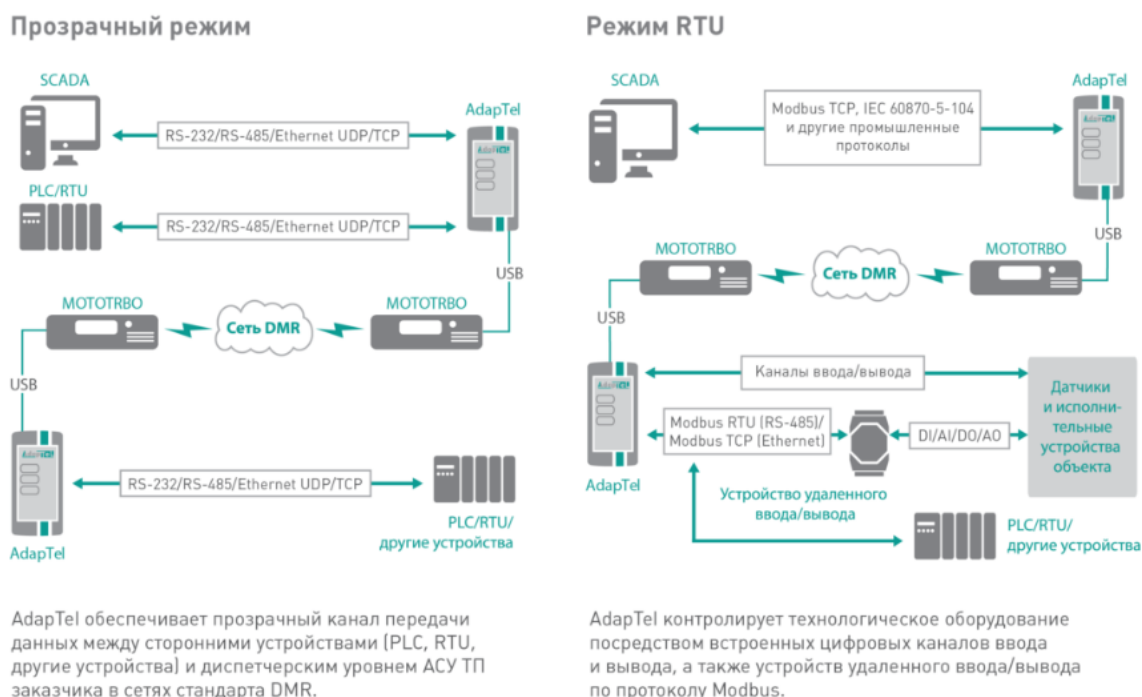 Прозрачный режим
SCADA
AdapTel
RS-232/RS-485/Ethernet UDP/TCP
AdapTel
PLC/RTU
RS-232/RS-485/Ethernet UDP/TCP
USB
MOTOTRBO
Сеть DMR
MOTOTRBO
USB
AdapTel
RS-232/RS-485/Ethernet UDP/TCP
AdapTel
PLC/RTU/
другие устройства
AdapTel обеспечивает прозрачный канал передачи
данных между сторонними устройствами (PLC, RTU,
другие устройства) и диспетчерским уровнем АСУ ТП
заказчика в сетях стандарта DMR.
Режим RTU
SCADA
AdapTel
Modbus TCP, IEC 60870-5-104
и другие промышленные
протоколы
AdapTel
USB
MOTOTRBO
Сеть DMR
MOTOTRBO
USB
Каналы ввода/вывода
AdapTel
Датчики
и исполни-
тельные
устройства
объекта
Modbus RTU (RS-485)/
Modbus TCP (Ethernet)
DI/AI/DO/AO
AdapTel
Устройство удаленного
ввода/вывода
PLC/RTU/
другие устройства
AdapTel контролирует технологическое оборудование
посредством встроенных цифровых каналов ввода
и вывода, а также устройств удаленного ввода/вывода
по протоколу Modbus.